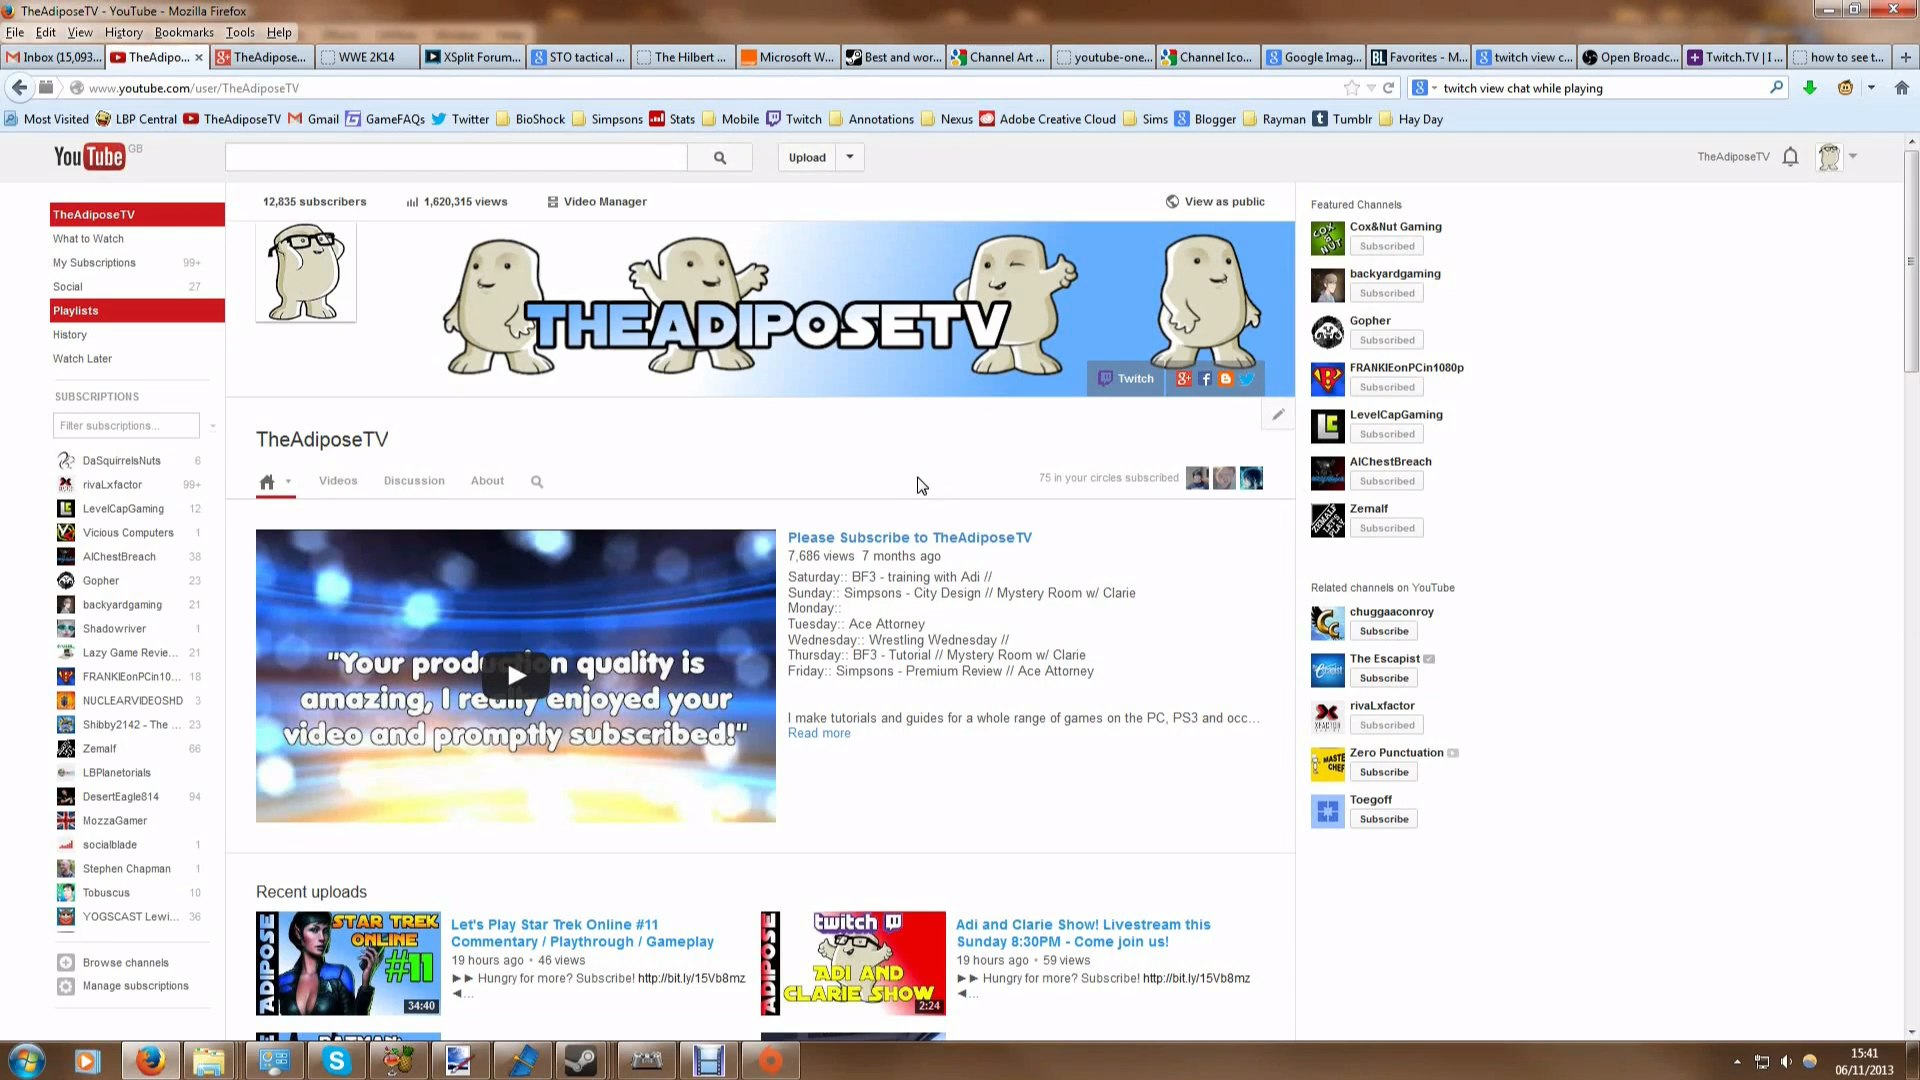 TheAdiposeTV - YouTube - Mozilla Firefox
File Edit View History Bookmarks Tools Help
Inbox (15,093... TheAdipo... TheAdipose... WWE 2K14 XSplit Forum... STO tactical ... The Hilbert ... Microsoft W... Best and wor... Channel Art ... youtube-one... Channel Ico... Google Imag... Favorites - M... twitch view c... Open Broadc... Twitch.TV | I... how to see t...
www.youtube.com/user/TheAdiposeTV
twitch view chat while playing
Most Visited LBP Central TheAdiposeTV Gmail GameFAQs Twitter BioShock Simpsons Stats Mobile Twitch Annotations Nexus Adobe Creative Cloud Sims Blogger Rayman Tumblr Hay Day
YouTube GB
Upload
TheAdiposeTV
TheAdiposeTV
What to Watch
My Subscriptions 99+
Social 27
Playlists
History
Watch Later
SUBSCRIPTIONS
Filter subscriptions...
DaSquirrelsNuts 6
rivaLxfactor 99+
LevelCapGaming 12
Vicious Computers 1
AlChestBreach 38
Gopher 23
backyardgaming 21
Shadowriver 1
Lazy Game Revie... 21
FRANKIEonPCin10... 18
NUCLEARVIDEOSHD 3
Shibby2142 - The ... 23
Zemalf 66
LBPlanetorials
DesertEagle814 94
MozzaGamer
socialblade 1
Stephen Chapman 1
Tobuscus 10
YOGSCAST Lewi... 36
Browse channels
Manage subscriptions
12,835 subscribers 1,620,315 views Video Manager View as public
THEADIPOSETV
Twitch
TheAdiposeTV
Videos Discussion About
75 in your circles subscribed
"Your production quality is
amazing, I really enjoyed your
video and promptly subscribed!"
Please Subscribe to TheAdiposeTV
7,686 views 7 months ago
Saturday:: BF3 - training with Adi //
Sunday:: Simpsons - City Design // Mystery Room w/ Clarie
Monday::
Tuesday:: Ace Attorney
Wednesday:: Wrestling Wednesday //
Thursday:: BF3 - Tutorial // Mystery Room w/ Clarie
Friday:: Simpsons - Premium Review // Ace Attorney
I make tutorials and guides for a whole range of games on the PC, PS3 and occ...
Read more
Recent uploads
ADIPOSE
STAR TREK
ONLINE
#11
34:40
Let's Play Star Trek Online #11
Commentary / Playthrough / Gameplay
19 hours ago • 46 views
►► Hungry for more? Subscribe! http://bit.ly/15Vb8mz
◄...
ADIPOSE
twitch
ADI AND
CLARIE SHOW
2:24
Adi and Clarie Show! Livestream this
Sunday 8:30PM - Come join us!
19 hours ago • 59 views
►► Hungry for more? Subscribe! http://bit.ly/15Vb8mz
◄...
Featured Channels
Cox&Nut Gaming
Subscribed
backyardgaming
Subscribed
Gopher
Subscribed
FRANKIEonPCin1080p
Subscribed
LevelCapGaming
Subscribed
AlChestBreach
Subscribed
Zemalf
Subscribed
Related channels on YouTube
chuggaaconroy
Subscribe
The Escapist
Subscribe
rivaLxfactor
Subscribed
Zero Punctuation
Subscribe
Toegoff
Subscribe
15:41
06/11/2013